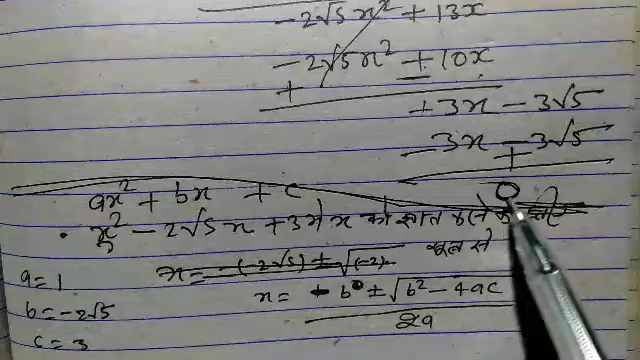 -2√5x² + 13x
-2√5x² + 10x
+
+3x - 3√5
-3x - 3√5
+
0
ax² + bx + c
x² - 2√5x + 3 में x को ज्ञात करने
a = 1
x = -(-2√5) ± √(-2)²
सूत्र से
b = -2√5
x = - b ± √b² - 4ac
2a
c = 3